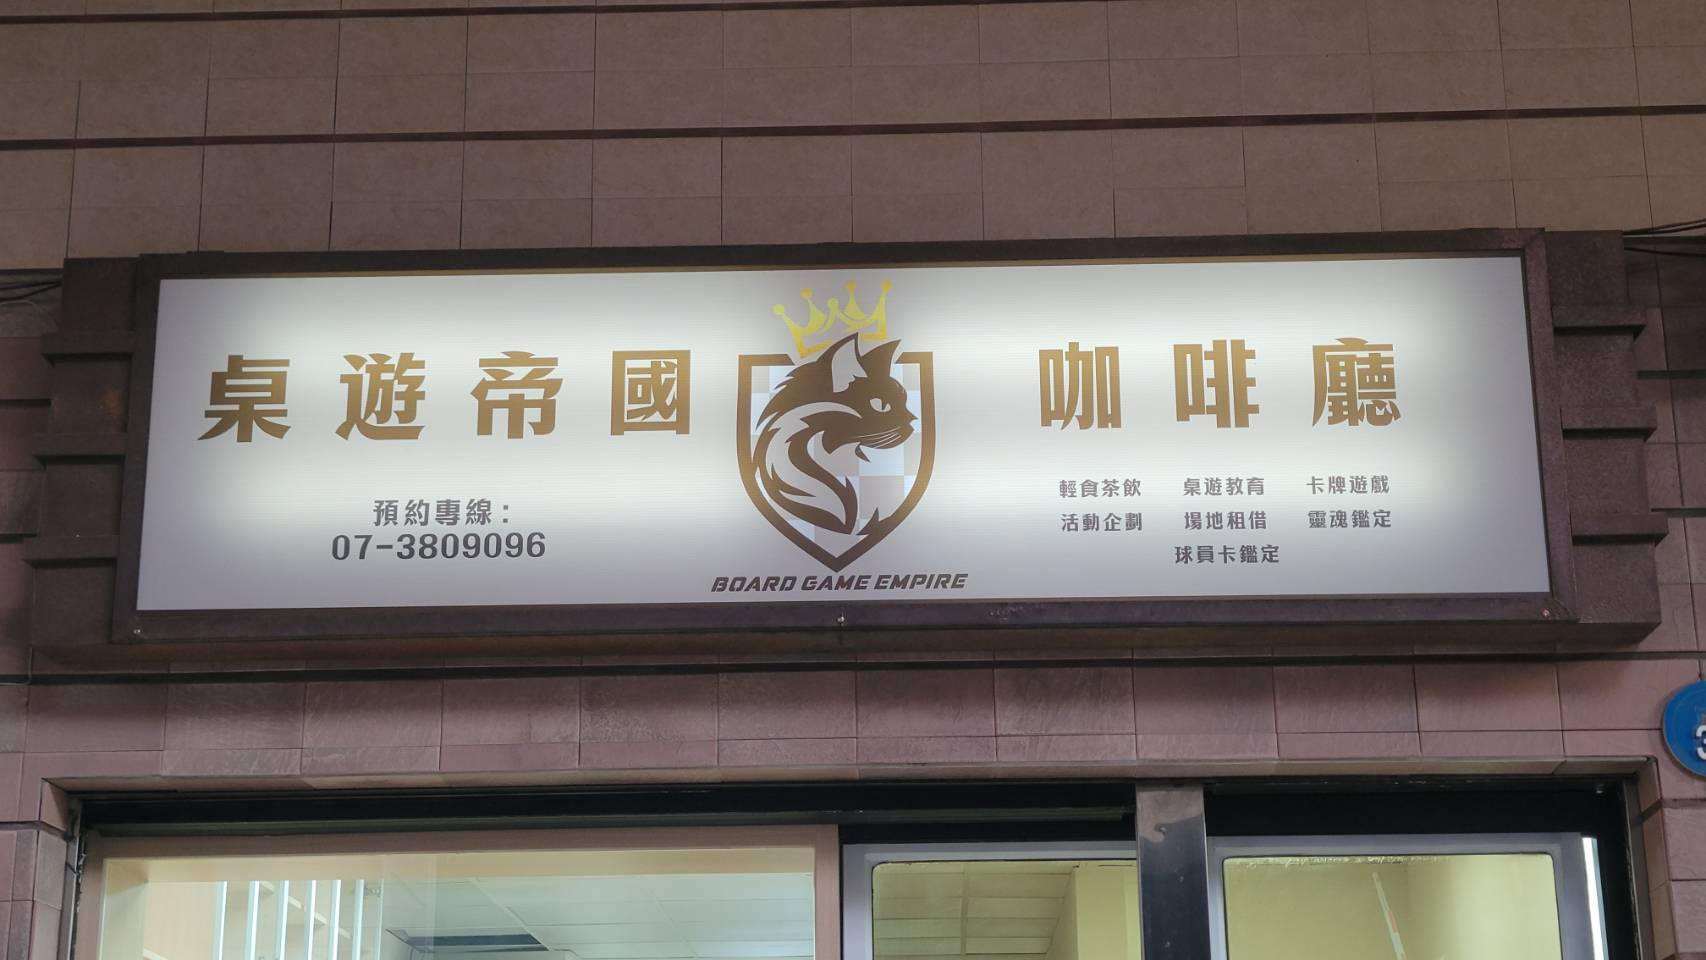 桌遊帝國
咖啡廳
預約專線：
07-3809096
BOARD GAME EMPIRE
輕食茶飲 桌遊教育 卡牌遊戲
活動企劃 場地租借 靈魂鑑定
球員卡鑑定
3